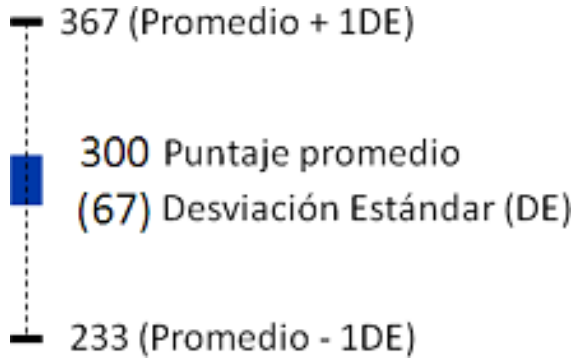 367 (Promedio + 1DE)
300 Puntaje promedio
(67) Desviación Estándar (DE)
233 (Promedio - 1DE)